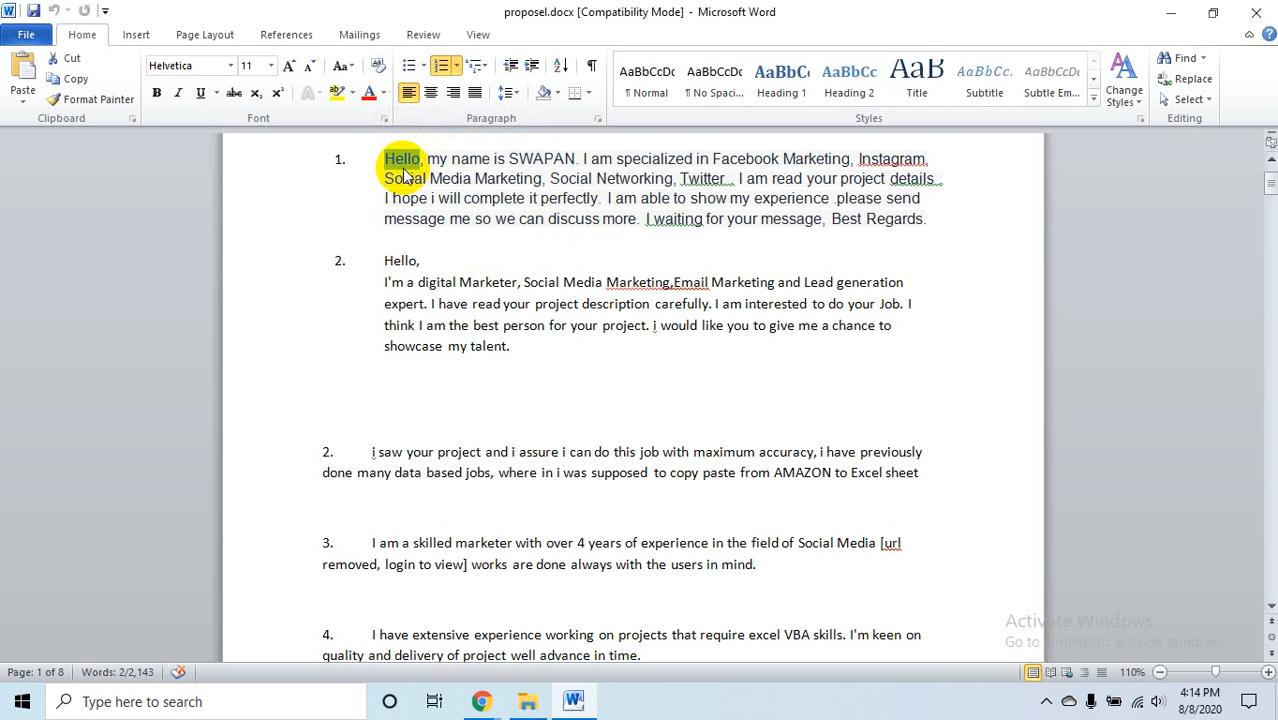 proposel.docx [Compatibility Mode] - Microsoft Word
File Home Insert Page Layout References Mailings Review View
Paste
Cut
Copy
Format Painter
Clipboard
Helvetica 11
Font
Paragraph
AaBbCcDc AaBbCcDc AaBbCc AaBbCc AaB AaBbCcL AaBbCcDc
¶ Normal ¶ No Spaci... Heading 1 Heading 2 Title Subtitle Subtle Em...
Styles
Change
Styles
Find
Replace
Select
Editing
1. Hello, my name is SWAPAN. I am specialized in Facebook Marketing, Instagram,
Social Media Marketing, Social Networking, Twitter . I am read your project details .
I hope i will complete it perfectly. I am able to show my experience .please send
message me so we can discuss more. I waiting for your message, Best Regards.
2. Hello,
I'm a digital Marketer, Social Media Marketing,Email Marketing and Lead generation
expert. I have read your project description carefully. I am interested to do your Job. I
think I am the best person for your project. i would like you to give me a chance to
showcase my talent.
2. i saw your project and i assure i can do this job with maximum accuracy, i have previously
done many data based jobs, where in i was supposed to copy paste from AMAZON to Excel sheet
3. I am a skilled marketer with over 4 years of experience in the field of Social Media [url
removed, login to view] works are done always with the users in mind.
4. I have extensive experience working on projects that require excel VBA skills. I'm keen on
quality and delivery of project well advance in time.
Activate Windows
Go to Settings to activate Windows.
Page: 1 of 8 Words: 2/2,143 110%
Type here to search
4:14 PM
8/8/2020